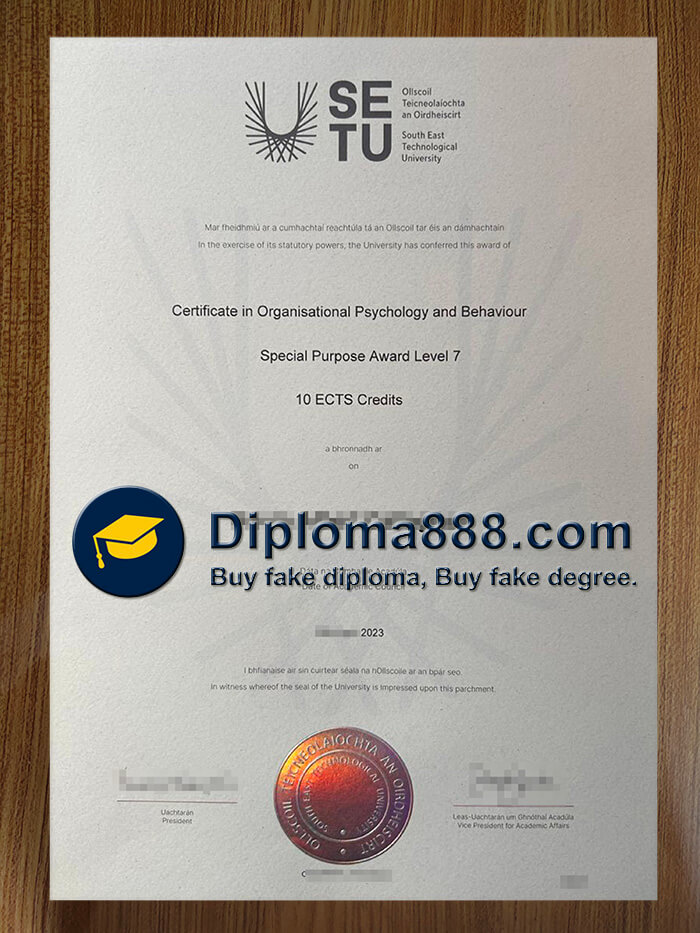 SE
TU
Ollscoil
Teicneolaíochta
an Oirdheiscirt
South East
Technological
University
Mar fheidhmiú ar a cumhachtaí reachtúla tá an Ollscoil tar éis an dámhachtain
In the exercise of its statutory powers, the University has conferred this award of
Certificate in Organisational Psychology and Behaviour
Special Purpose Award Level 7
10 ECTS Credits
a bhronnadh ar
on
Diploma888.com
Buy fake diploma, Buy fake degree.
Date of Academic Council
2023
I bhfianaise air sin cuirtear séala na hOllscoile ar an bpár seo.
In witness whereof the seal of the University is impressed upon this parchment.
OLLSCOIL TEICNEOLAÍOCHTA AN OIRDHEISCIRT
SOUTH EAST TECHNOLOGICAL UNIVERSITY
Uachtarán
President
Leas-Uachtarán um Ghnóthaí Acadúla
Vice President for Academic Affairs